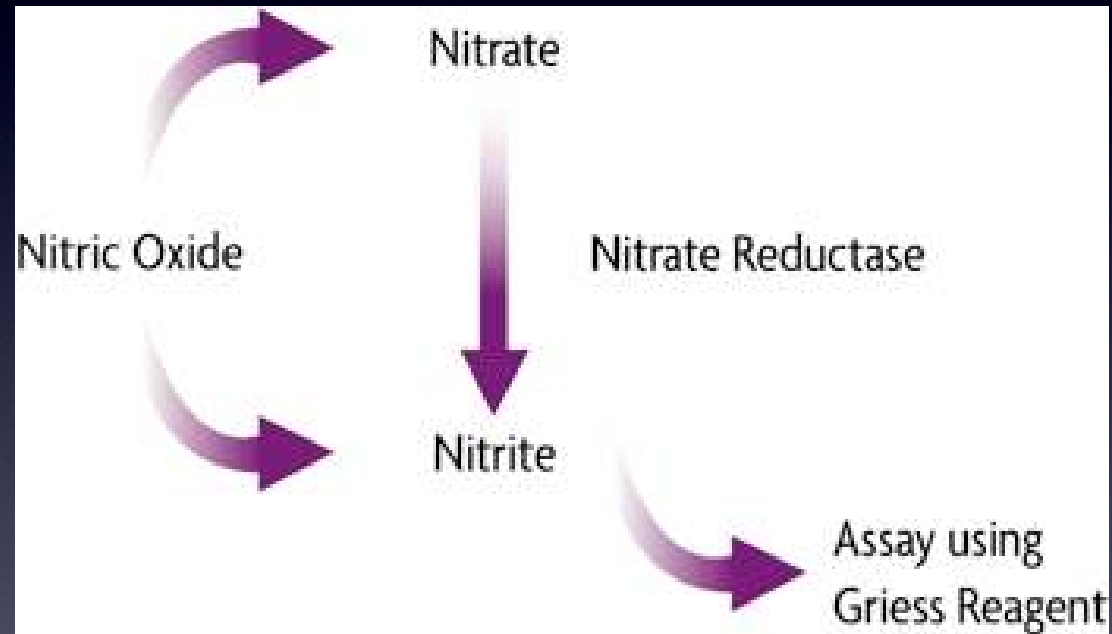 Nitrate
Nitric Oxide
Nitrate Reductase
Nitrite
Assay using
Griess Reagent